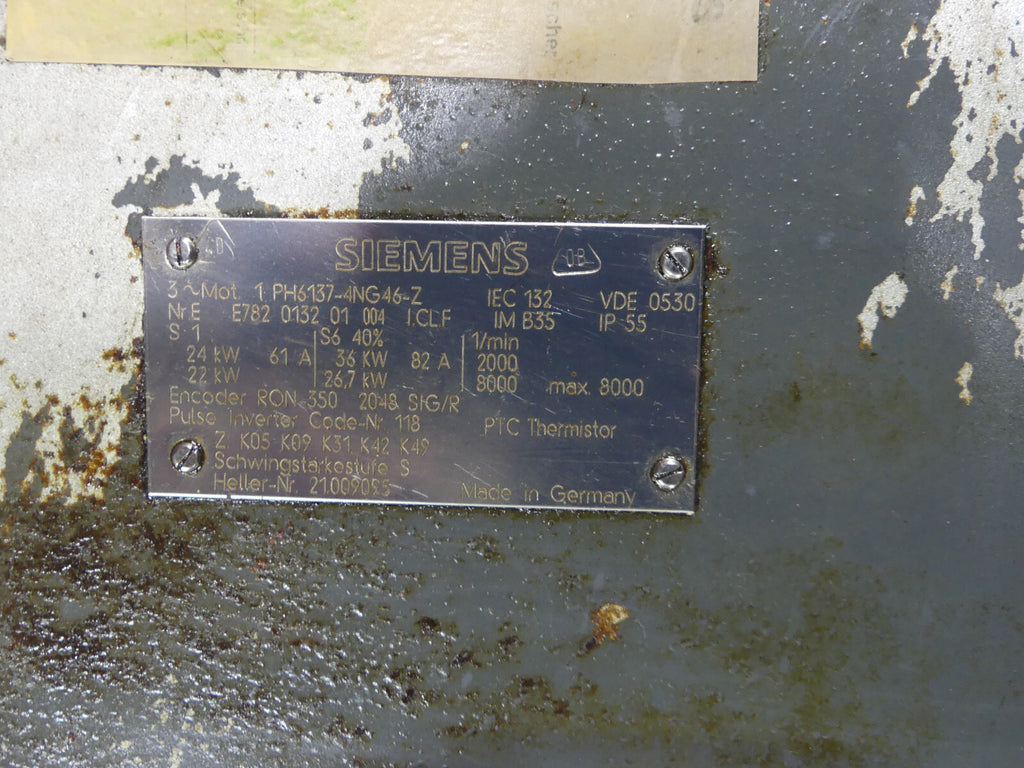 scher
SIEMENS
3~Mot. 1 PH6137-4NG46-Z IEC 132 VDE 0530
Nr E E782 0132 01 004 I.CLF IM B35 IP 55
S 1 S6 40% 1/min
24 kW 61 A 36 KW 82 A 2000
22 kW 26,7 kW 8000 max. 8000
Encoder RON 350 2048 SIG/R
Pulse Inverter Code-Nr 118 PTC Thermistor
Z K05 K09 K31 K42 K49
Schwingstärkestufe S
Heller-Nr Made in Germany